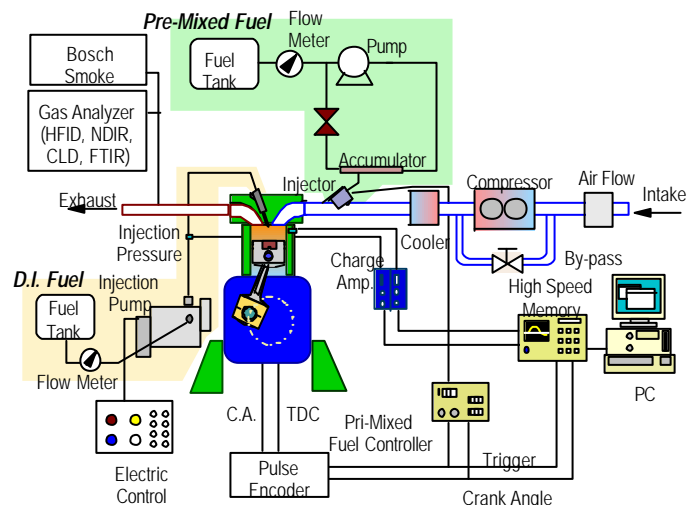 Pre-Mixed Fuel
Flow
Meter
Pump
Fuel
Tank
Bosch
Smoke
Gas Analyzer
(HFID, NDIR,
CLD, FTIR)
Accumulator
Injector
Compressor
Air Flow
Exhaust
Intake
Cooler
Injection
Pressure
By-pass
Charge
Amp.
High Speed
Memory
D.I. Fuel
Injection
Pump
Fuel
Tank
Flow Meter
PC
C.A.
TDC
Pri-Mixed
Fuel Controller
Electric
Control
Pulse
Encoder
Trigger
Crank Angle